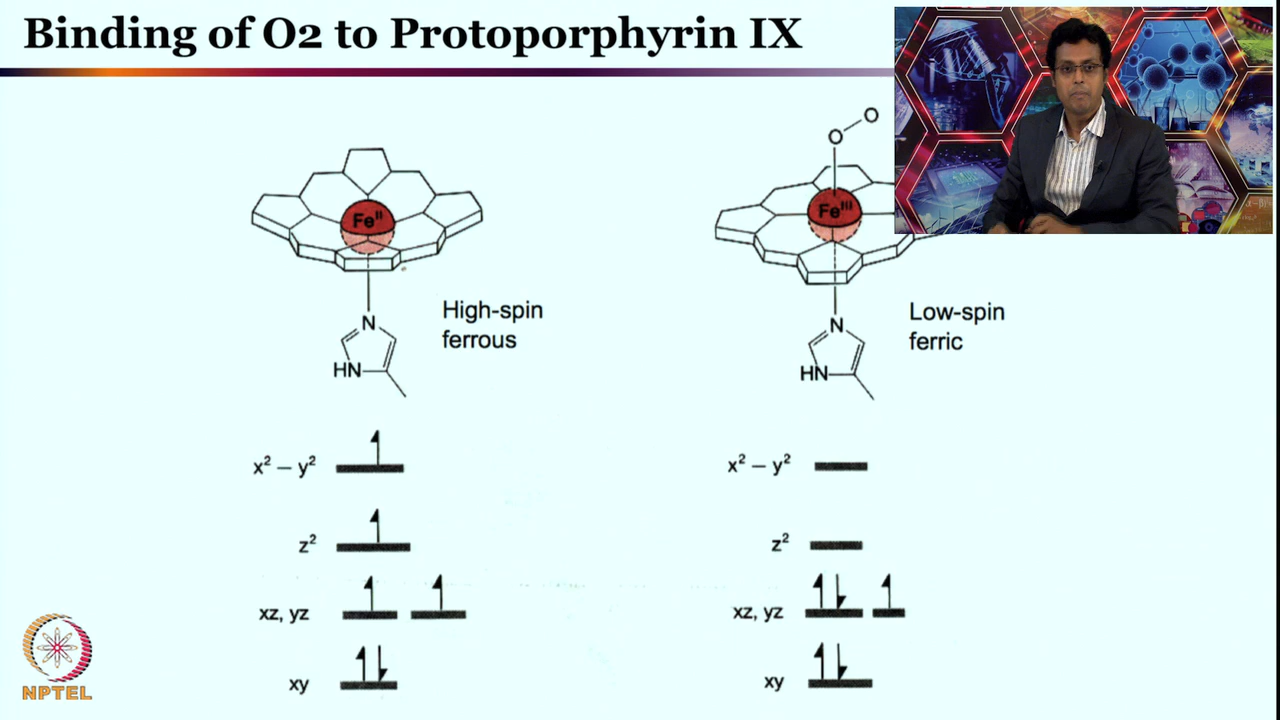 Binding of O2 to Protoporphyrin IX
Fe^II
N
HN
High-spin
ferrous
O
O
Fe^III
N
HN
Low-spin
ferric
x² – y²
z²
xz, yz
xy
x² – y²
z²
xz, yz
xy
NPTEL